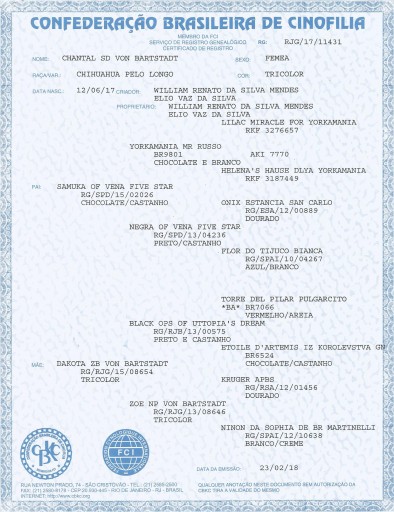 CONFEDERAÇÃO BRASILEIRA DE CINOFILIA
MEMBRO DA FCI
SERVIÇO DE REGISTRO GENEALÓGICO
CERTIFICADO DE REGISTRO
RG: RJG/17/11431
NOME: CHANTAL SD VON BARTSTADT SEXO: FEMEA
RAÇA/VAR.: CHIHUAHUA PELO LONGO COR: TRICOLOR
DATA NASC.: 12/06/17 CRIADOR: WILLIAM RENATO DA SILVA MENDES
ELIO VAZ DA SILVA
PROPRIETÁRIO: WILLIAM RENATO DA SILVA MENDES
ELIO VAZ DA SILVA
LILAC MIRACLE FOR YORKAMANIA
RKF 3276657
YORKAMANIA MR RUSSO
BR9801 AKI 7770
CHOCOLATE E BRANCO
HELENA'S HAUSE DLYA YORKAMANIA
RKF 3187449
PAI: SAMUKA OF VENA FIVE STAR
RG/SPD/15/02026
CHOCOLATE/CASTANHO
ONIX ESTANCIA SAN CARLO
RG/ESA/12/00889
DOURADO
NEGRA OF VENA FIVE STAR
RG/SPD/13/04236
PRETO/CASTANHO
FLOR DO TIJUCO BIANCA
RG/SPAI/10/04267
AZUL/BRANCO
TORRE DEL PILAR PULGARCITO
*BA* BR7066
VERMELHO/AREIA
BLACK OPS OF UTTOPIA'S DREAM
RG/RJB/13/00575
PRETO E CASTANHO
ETOILE D'ARTEMIS IZ KOROLEVSTVA GN
BR6524
CHOCOLATE/CASTANHO
MÃE: DAKOTA ZB VON BARTSTADT
RG/RJG/15/08654
TRICOLOR
KRUGER APBS
RG/RSA/12/01456
DOURADO
ZOE NP VON BARTSTADT
RG/RJG/13/08646
TRICOLOR
NINON DA SOPHIA DE BR MARTINELLI
RG/SPAI/12/10638
BRANCO/CREME
CBKC
FCI
DATA DA EMISSÃO: 23/02/18
RUA NEWTON PRADO, 74 - SÃO CRISTÓVÃO - TEL.: (21)
FAX: (21) - CEP 20.930-445 - RIO DE JANEIRO - RJ - BRASIL
INTERNET: http://www.cbkc.org
QUALQUER ANOTAÇÃO NESTE DOCUMENTO SEM AUTORIZAÇÃO DA
CBKC TIRA A VALIDADE DO MESMO